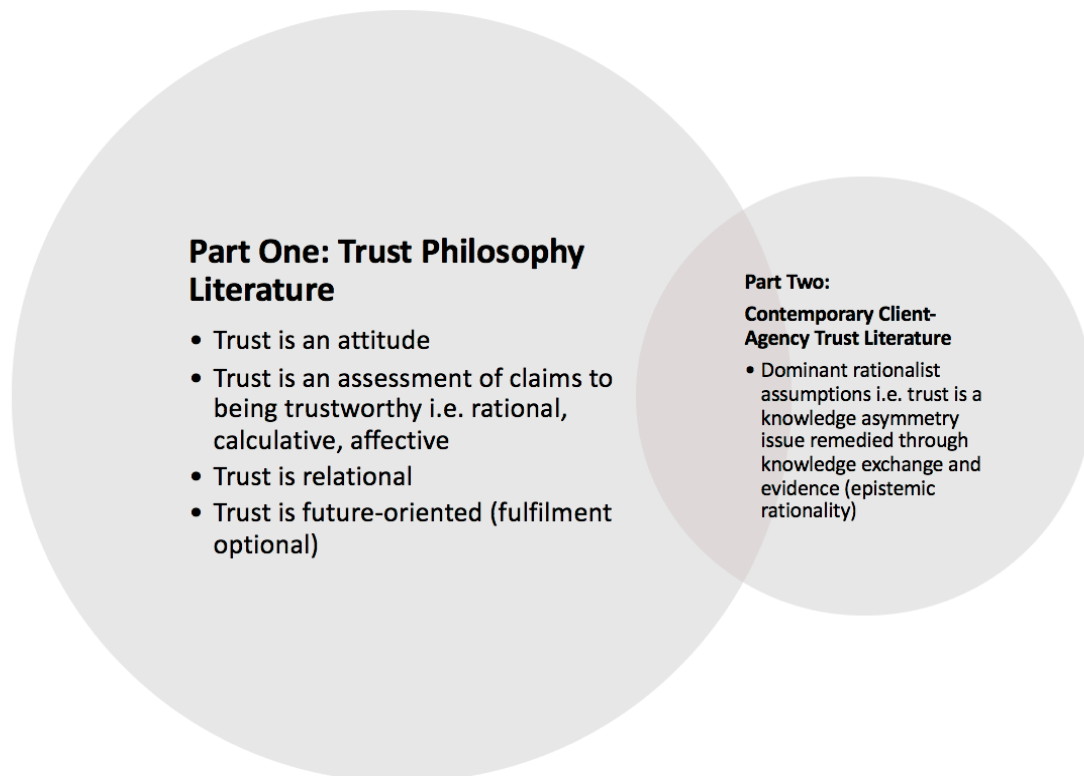 Part One: Trust Philosophy
Literature
• Trust is an attitude
• Trust is an assessment of claims to
being trustworthy i.e. rational,
calculative, affective
• Trust is relational
• Trust is future-oriented (fulfilment
optional)
Part Two:
Contemporary Client-
Agency Trust Literature
• Dominant rationalist
assumptions i.e. trust is a
knowledge asymmetry
issue remedied through
knowledge exchange and
evidence (epistemic
rationality)